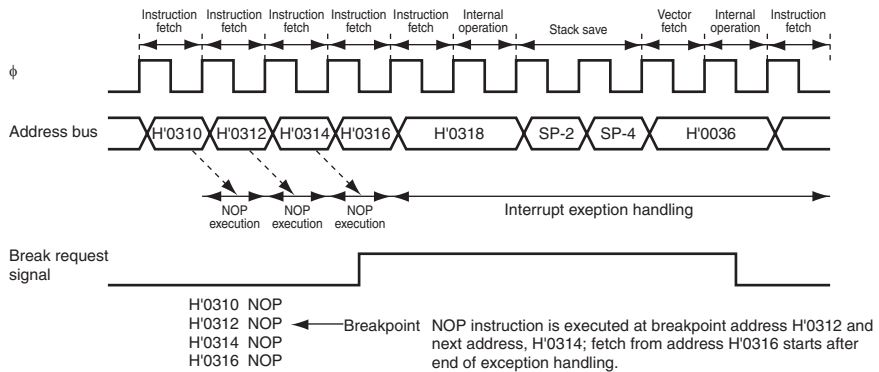 Instruction fetch Instruction fetch Instruction fetch Instruction fetch Instruction fetch Internal operation Stack save Vector fetch Internal operation Instruction fetch
φ
Address bus H'0310 H'0312 H'0314 H'0316 H'0318 SP-2 SP-4 H'0036
NOP execution NOP execution NOP execution Interrupt exeption handling
Break request
signal
H'0310 NOP
H'0312 NOP Breakpoint NOP instruction is executed at breakpoint address H'0312 and
H'0314 NOP next address, H'0314; fetch from address H'0316 starts after
H'0316 NOP end of exception handling.